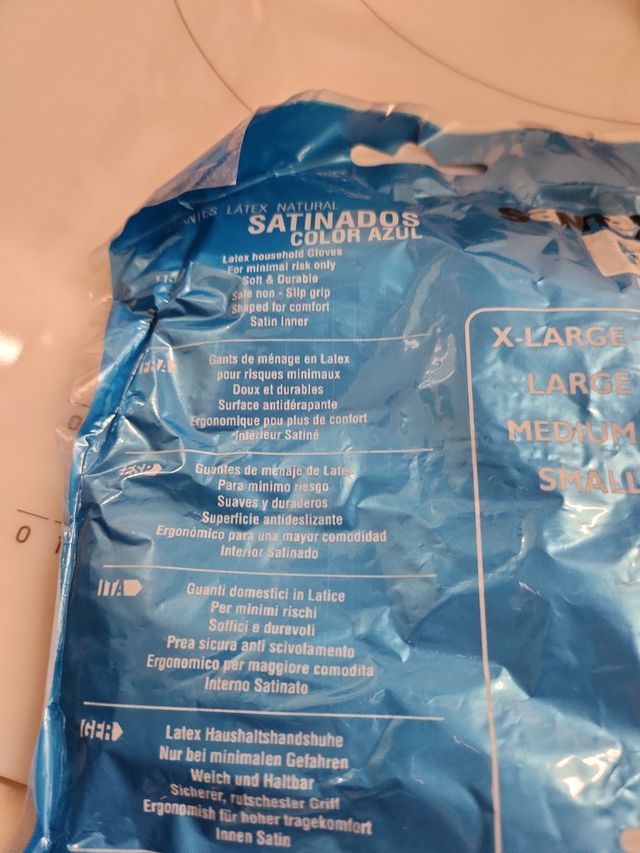 LATEX NATURAL
SATINADOS
COLOR AZUL
Latex household Gloves
For minimal risk only
Soft & Durable
Safe non - Slip grip
Shaped for comfort
Satin Inner
FRA
Gants de ménage en Latex
pour risques minimaux
Doux et durables
Surface antidérapante
Ergonomique pou plus de confort
Intérieur Satiné
ESP
Guantes de menaje de Latex
Para minimo riesgo
Suaves y duraderos
Superficie antideslizante
Ergonómico para una mayor comodidad
Interior Satinado
ITA
Guanti domestici in Latice
Per minimi rischi
Soffici e durevoli
Prea sicura anti scivolamento
Ergonomico per maggiore comodita
Interno Satinato
GER
Latex Haushaltshandshuhe
Nur bei minimalen Gefahren
Weich und Haltbar
Sicherer, rutschester Griff
Ergonomish für hoher tragekomfort
Innen Satin
X-LARGE
LARGE
MEDIUM
SMALL
0